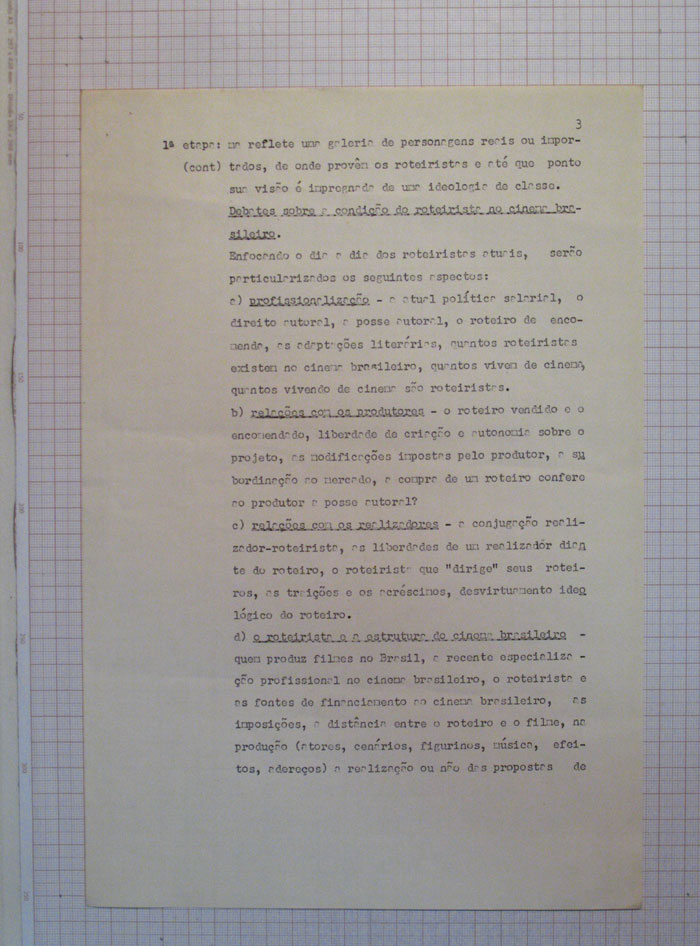 3
1ª etapa: ma reflete uma galeria de personagens reais ou impor-
(cont) tados, de onde provêm os roteiristas e até que ponto
sua visão é impregnada de uma ideologia de classe.
Debates sobre a condição do roteirista no cinema bra-
sileiro.
Enfocando o dia a dia dos roteiristas atuais, serão
particularizados os seguintes aspectos:
a) profissionalização - a atual política salarial, o
direito autoral, a posse autoral, o roteiro de enco-
menda, as adaptações literárias, quantos roteiristas
existem no cinema brasileiro, quantos vivem de cinema,
quantos vivendo de cinema são roteiristas.
b) relações com os produtores - o roteiro vendido e o
encomendado, liberdade de criação e autonomia sobre o
projeto, as modificações impostas pelo produtor, a su
bordinação ao mercado, a compra de um roteiro confere
ao produtor a posse autoral?
c) relações com os realizadores - a conjugação reali-
zador-roteirista, as liberdades de um realizador dian
te do roteiro, o roteirista que "dirige" seus rotei-
ros, as traições e os acréscimos, desvirtuamento ideo
lógico do roteiro.
d) o roteirista e a estrutura do cinema brasileiro -
quem produz filmes no Brasil, a recente especializa -
ção profissional no cinema brasileiro, o roteirista e
as fontes de financiamento ao cinema brasileiro, as
imposições, a distância entre o roteiro e o filme, na
produção (atores, cenários, figurinos, música, efei-
tos, adereços) a realização ou não das propostas de